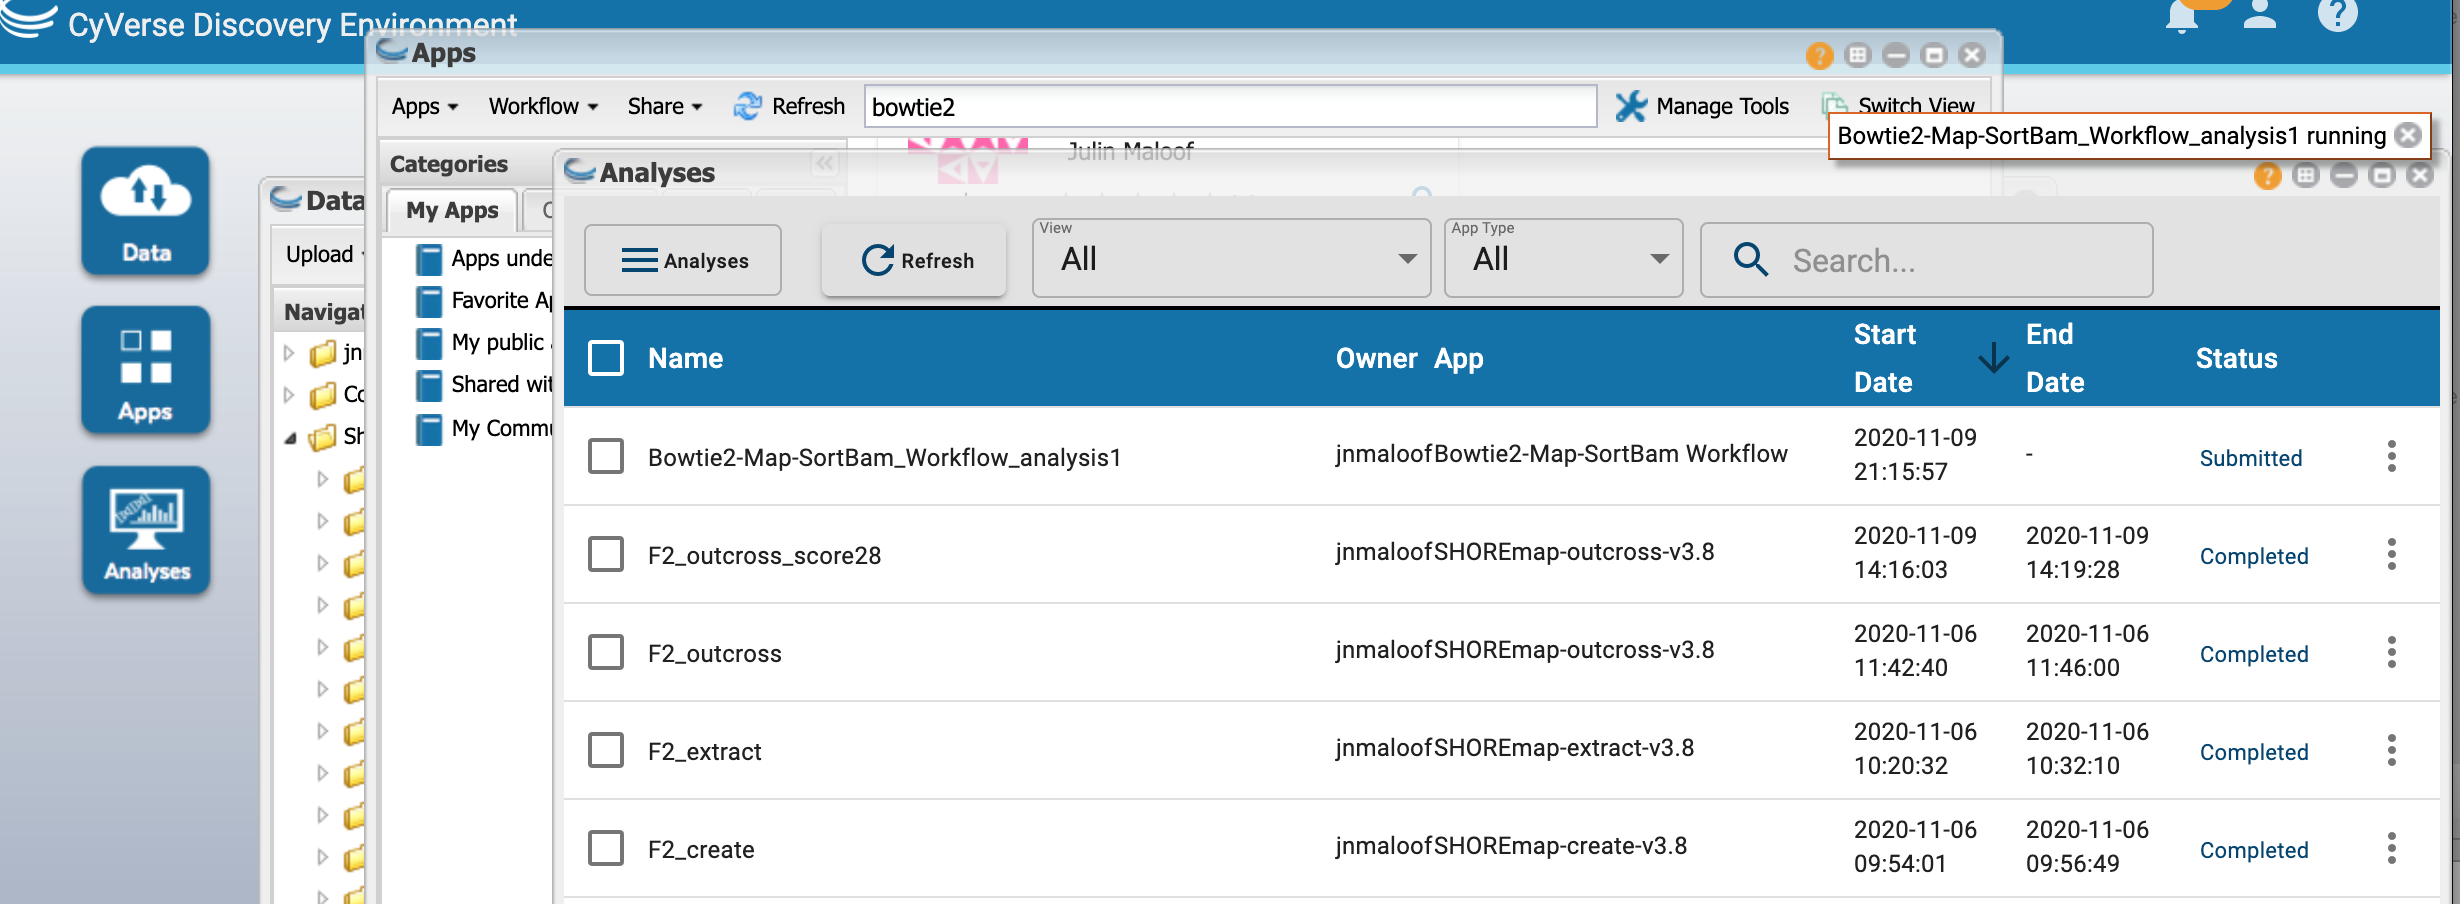 CyVerse Discovery Environment
Apps
Apps Workflow Share Refresh bowtie2 Manage Tools Switch View
Bowtie2-Map-SortBam_Workflow_analysis1 running
Categories
Julin Maloof
My Apps
Apps unde
Favorite Ap
My public
Shared wit
My Commu
Data
Upload
Navigat
jn
Co
Sh
Data
Apps
Analyses
Analyses
Analyses Refresh View All App Type All Search...
Name Owner App Start Date End Date Status
Bowtie2-Map-SortBam_Workflow_analysis1 jnmaloof Bowtie2-Map-SortBam Workflow 2020-11-09 21:15:57 - Submitted
F2_outcross_score28 jnmaloof SHOREmap-outcross-v3.8 2020-11-09 14:16:03 2020-11-09 14:19:28 Completed
F2_outcross jnmaloof SHOREmap-outcross-v3.8 2020-11-06 11:42:40 2020-11-06 11:46:00 Completed
F2_extract jnmaloof SHOREmap-extract-v3.8 2020-11-06 10:20:32 2020-11-06 10:32:10 Completed
F2_create jnmaloof SHOREmap-create-v3.8 2020-11-06 09:54:01 2020-11-06 09:56:49 Completed